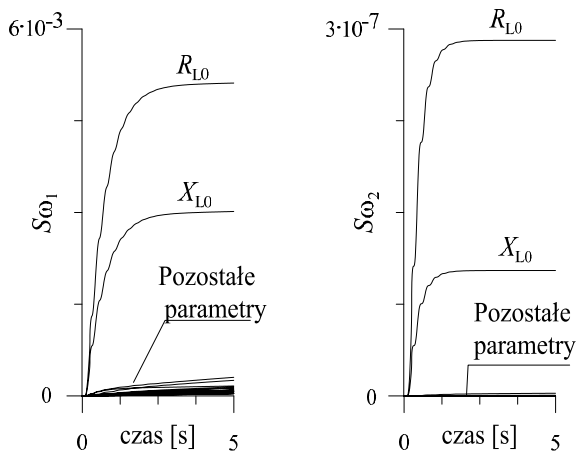 6·10⁻³
R_L0
X_L0
Sω₁
Pozostałe
parametry
0
0
czas [s]
5
3·10⁻⁷
R_L0
X_L0
Sω₂
Pozostałe
parametry
0
0
czas [s]
5